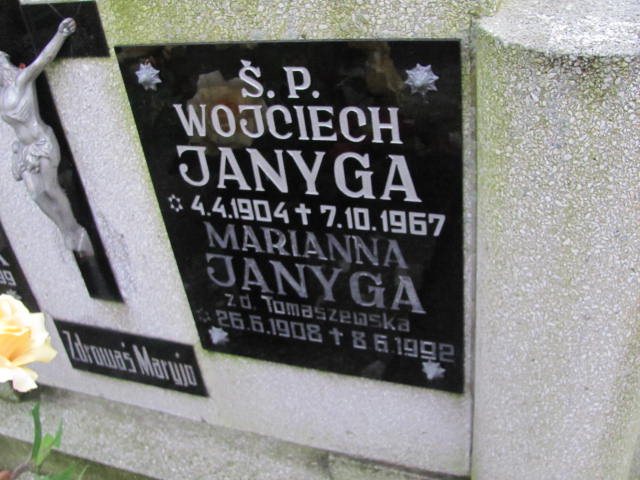 Ś. P.
WOJCIECH
JANYGA
4.4.1904 ✝ 7.10.1967
MARIANNA
JANYGA
z d. Tomaszewska
26.6.1908 ✝ 8.6.1992
Zdrowaś Maryjo